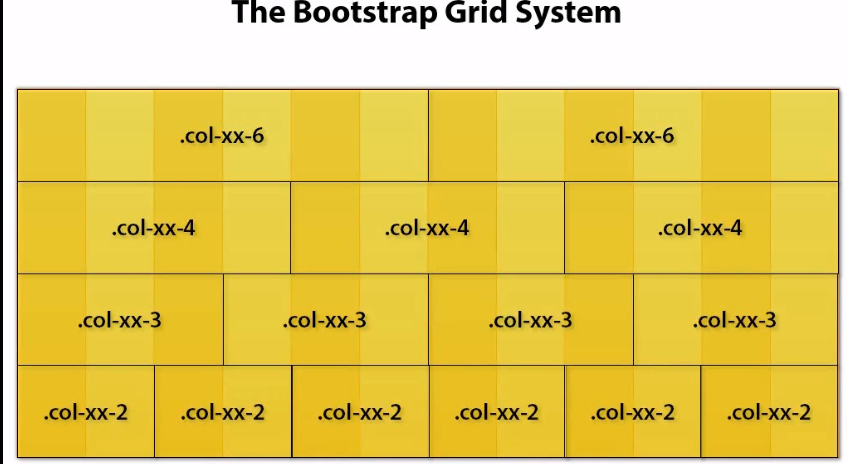 The Bootstrap Grid System
.col-xx-6 .col-xx-6
.col-xx-4 .col-xx-4 .col-xx-4
.col-xx-3 .col-xx-3 .col-xx-3 .col-xx-3
.col-xx-2 .col-xx-2 .col-xx-2 .col-xx-2 .col-xx-2 .col-xx-2